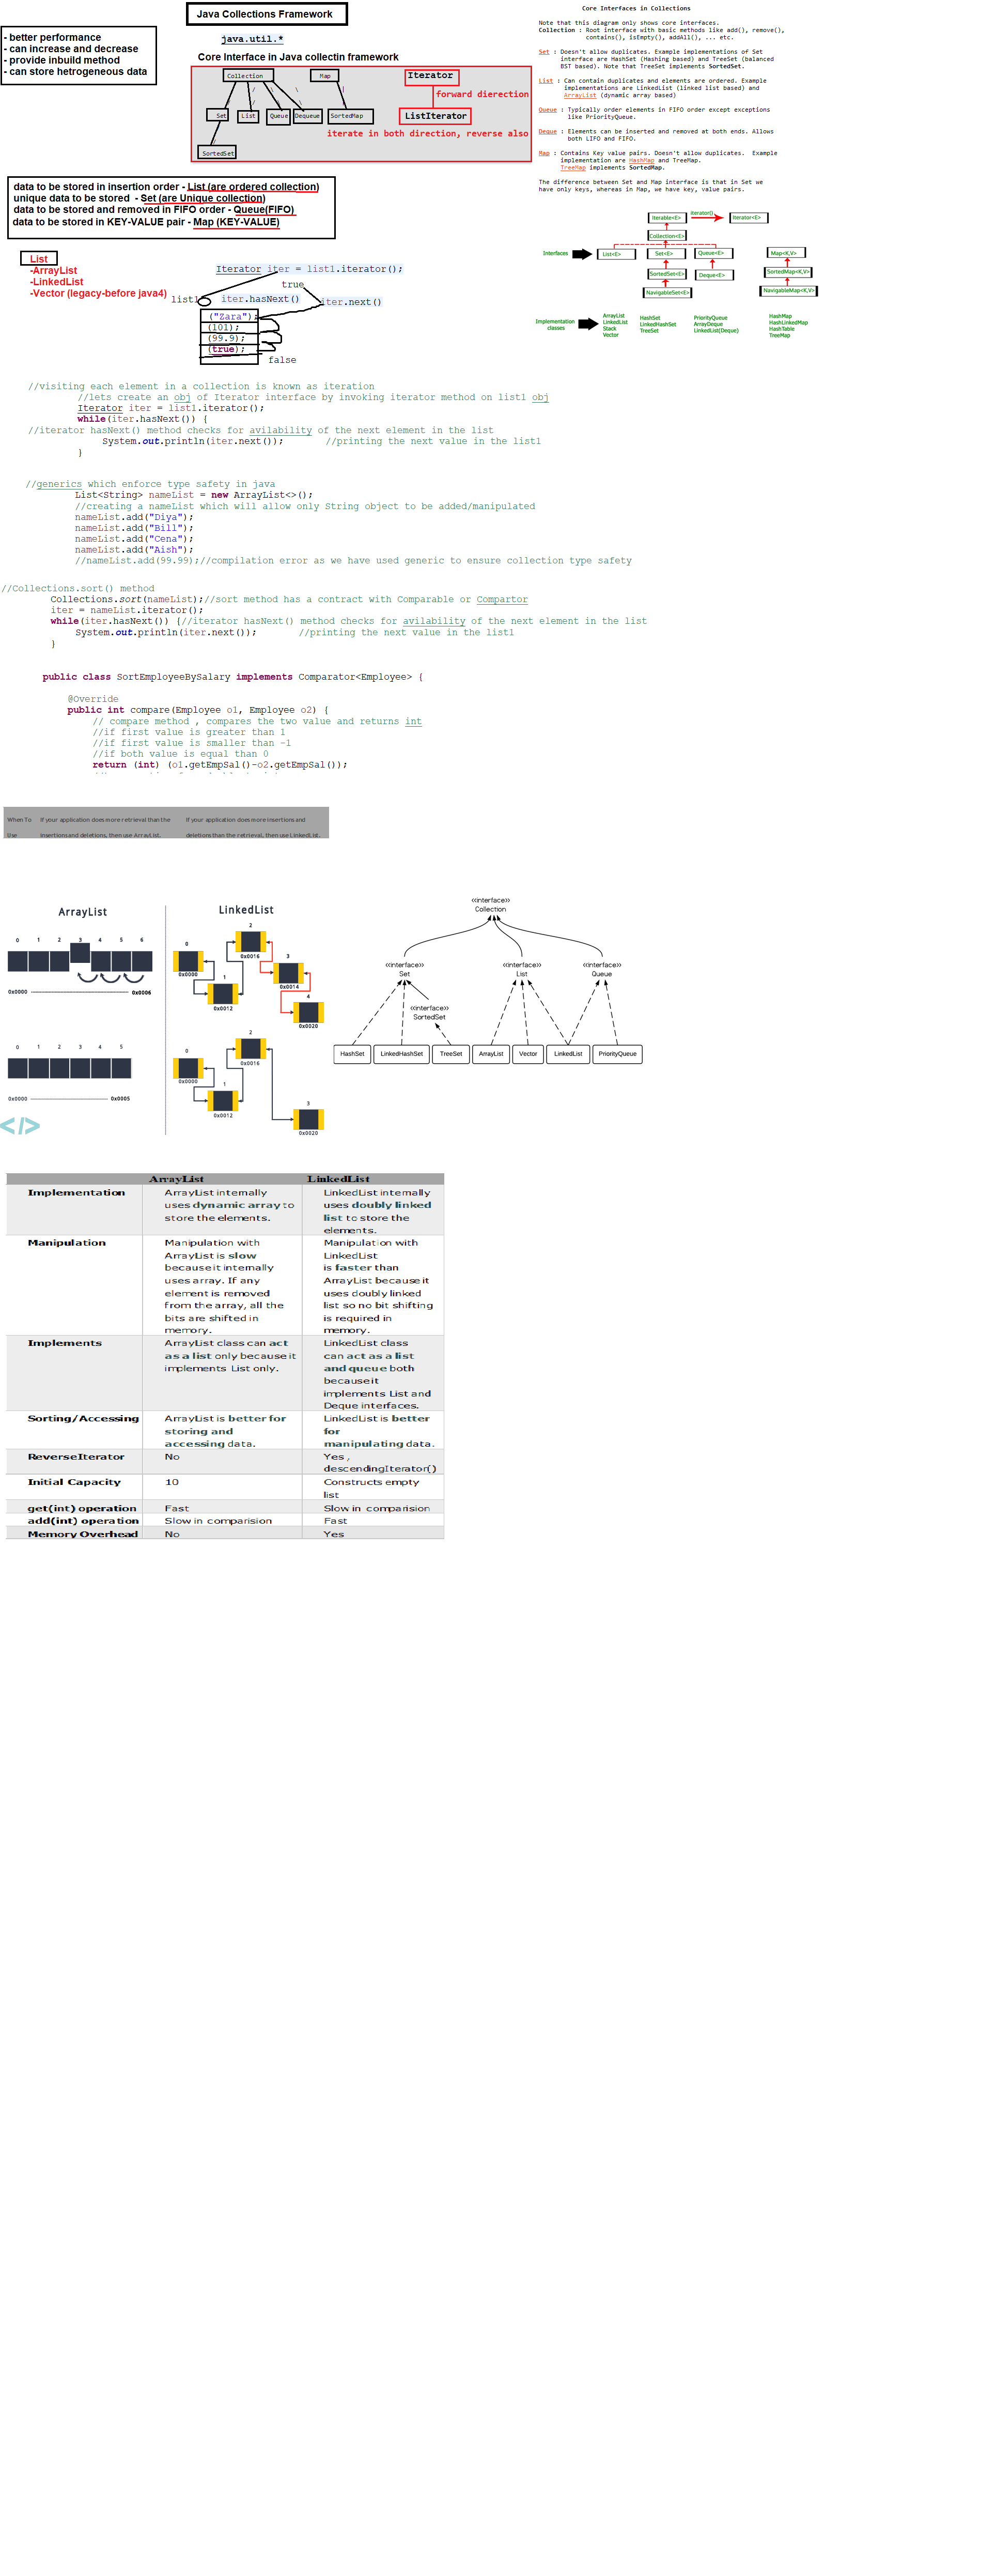 Java Collections Framework
- better performance
- can increase and decrease
- provide inbuild method
- can store hetrogeneous data
java.util.*
Core Interface in Java collectin framework
Collection
Map
Iterator
forward dierection
Set
List
Queue
Dequeue
SortedMap
ListIterator
iterate in both direction, reverse also
SortedSet
Core Interfaces in Collections
Note that this diagram only shows core interfaces.
Collection : Root interface with basic methods like add(), remove(),
contains(), isEmpty(), addAll(), ... etc.
Set : Doesn't allow duplicates. Example implementations of Set
interface are HashSet (Hashing based) and TreeSet (balanced
BST based). Note that TreeSet implements SortedSet.
List : Can contain duplicates and elements are ordered. Example
implementations are LinkedList (linked list based) and
ArrayList (dynamic array based)
Queue : Typically order elements in FIFO order except exceptions
like PriorityQueue.
Deque : Elements can be inserted and removed at both ends. Allows
both LIFO and FIFO.
Map : Contains Key value pairs. Doesn't allow duplicates.  Example
implementation are HashMap and TreeMap.
TreeMap implements SortedMap.
The difference between Set and Map interface is that in Set we
have only keys, whereas in Map, we have key, value pairs.
data to be stored in insertion order - List (are ordered collection)
unique data to be stored  - Set (are Unique collection)
data to be stored and removed in FIFO order - Queue(FIFO)
data to be stored in KEY-VALUE pair - Map (KEY-VALUE)
Iterable<E>
Iterator()
Iterator<E>
Collection<E>
Interfaces
List<E>
Set<E>
Queue<E>
Map<K,V>
SortedSet<E>
Deque<E>
SortedMap<K,V>
NavigableSet<E>
NavigableMap<K,V>
Implementation
classes
ArrayList
LinkedList
Stack
Vector
HashSet
LinkedHashSet
TreeSet
PriorityQueue
ArrayDeque
LinkedList(Deque)
HashMap
HashLinkedMap
HashTable
TreeMap
List
-ArrayList
-LinkedList
-Vector (legacy-before java4)
Iterator iter = list1.iterator();
true
list1
iter.hasNext()
iter.next()
("Zara");
(101);
(99.9);
(true);
false
//visiting each element in a collection is known as iteration
//lets create an obj of Iterator interface by invoking iterator method on list1 obj
Iterator iter = list1.iterator();
while(iter.hasNext()) {
//iterator hasNext() method checks for avilability of the next element in the list
System.out.println(iter.next());       //printing the next value in the list1
}
//generics which enforce type safety in java
List<String> nameList = new ArrayList<>();
//creating a nameList which will allow only String object to be added/manipulated
nameList.add("Diya");
nameList.add("Bill");
nameList.add("Cena");
nameList.add("Aish");
//nameList.add(99.99);//compilation error as we have used generic to ensure collection type safety
//Collections.sort() method
Collections.sort(nameList);//sort method has a contract with Comparable or Compartor
iter = nameList.iterator();
while(iter.hasNext()) {//iterator hasNext() method checks for avilability of the next element in the list
System.out.println(iter.next());       //printing the next value in the list1
}
public class SortEmployeeBySalary implements Comparator<Employee> {
@Override
public int compare(Employee o1, Employee o2) {
// compare method , compares the two value and returns int
//if first value is greater than 1
//if first value is smaller than -1
//if both value is equal than 0
return (int) (o1.getEmpSal()-o2.getEmpSal());
When To Use
If your application does more retrieval than the insertions and deletions, then use ArrayList.
If your application does more insertions and deletions than the retrieval, then use LinkedList.
ArrayList
0 1 2 3 4 5 6
0x0000
0x0006
0 1 2 3 4 5
0x0000
0x0005
</>
LinkedList
2
0
0x0016
3
0x0000
1
0x0014
4
0x0012
0x0020
2
0
0x0016
0x0000
1
3
0x0012
0x0020
<<interface>>
Collection
<<interface>>
Set
<<interface>>
List
<<interface>>
Queue
<<interface>>
SortedSet
HashSet
LinkedHashSet
TreeSet
ArrayList
Vector
LinkedList
PriorityQueue
ArrayList
LinkedList
Implementation
ArrayList internally
uses dynamic array to
store the elements.
LinkedList internally
uses doubly linked
list to store the
elements.
Manipulation
Manipulation with
ArrayList is slow
because it internally
uses array. If any
element is removed
from the array, all the
bits are shifted in
memory.
Manipulation with
LinkedList
is faster than
ArrayList because it
uses doubly linked
list so no bit shifting
is required in
memory.
Implements
ArrayList class can act
as a list only because it
implements List only.
LinkedList class
can act as a list
and queue both
because it
implements List and
Deque interfaces.
Sorting/Accessing
ArrayList is better for
storing and
accessing data.
LinkedList is better
for
manipulating data.
ReverseIterator
No
Yes ,
descendingIterator()
Initial Capacity
10
Constructs empty
list
get(int) operation
Fast
Slow in comparision
add(int) operation
Slow in comparision
Fast
Memory Overhead
No
Yes